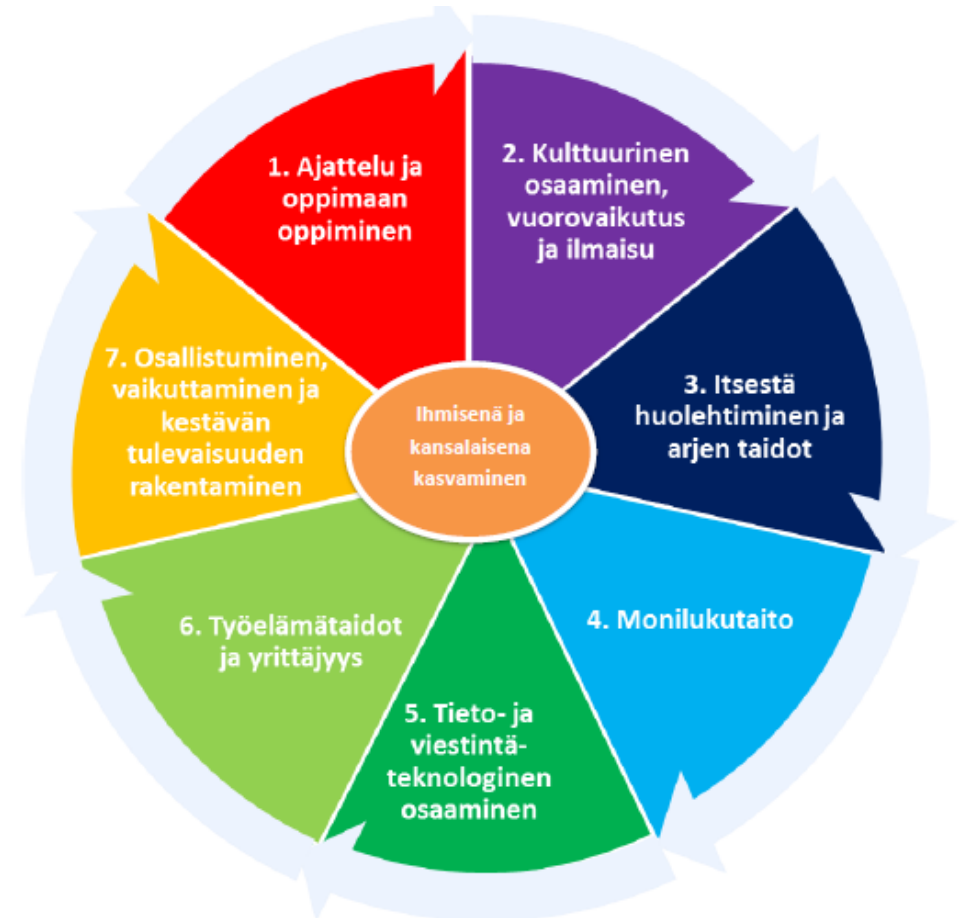 1. Ajattelu ja
oppimaan
oppiminen
2. Kulttuurinen
osaaminen,
vuorovaikutus
ja ilmaisu
3. Itsestä
huolehtiminen ja
arjen taidot
4. Monilukutaito
5. Tieto- ja
viestintä-
teknologinen
osaaminen
6. Työelämätaidot
ja yrittäjyys
7. Osallistuminen,
vaikuttaminen ja
kestävän
tulevaisuuden
rakentaminen
Ihmisenä ja
kansalaisena
kasvaminen